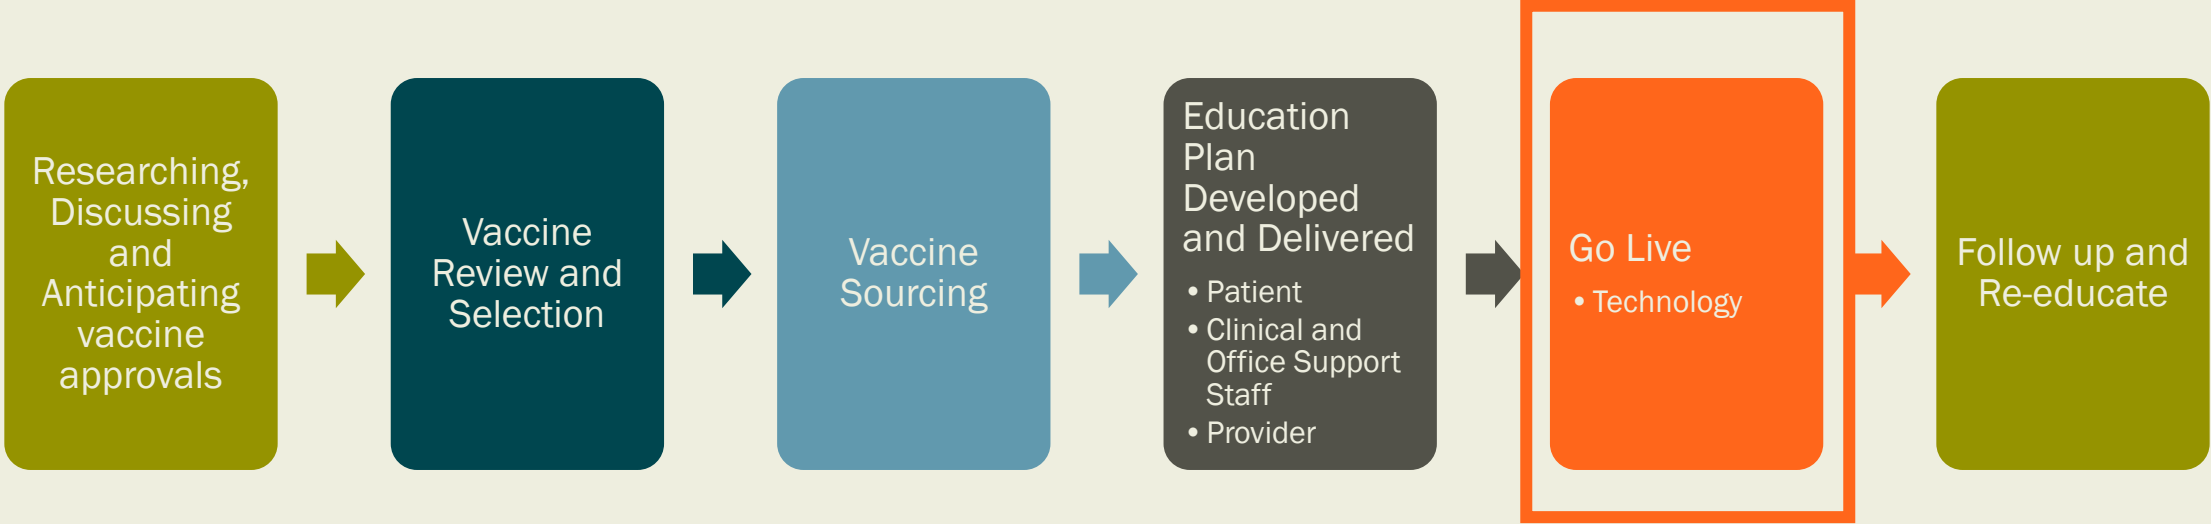 Researching,
Discussing
and
Anticipating
vaccine
approvals
Vaccine
Review and
Selection
Vaccine
Sourcing
Education
Plan
Developed
and Delivered
• Patient
• Clinical and
Office Support
Staff
• Provider
Go Live
• Technology
Follow up and
Re-educate